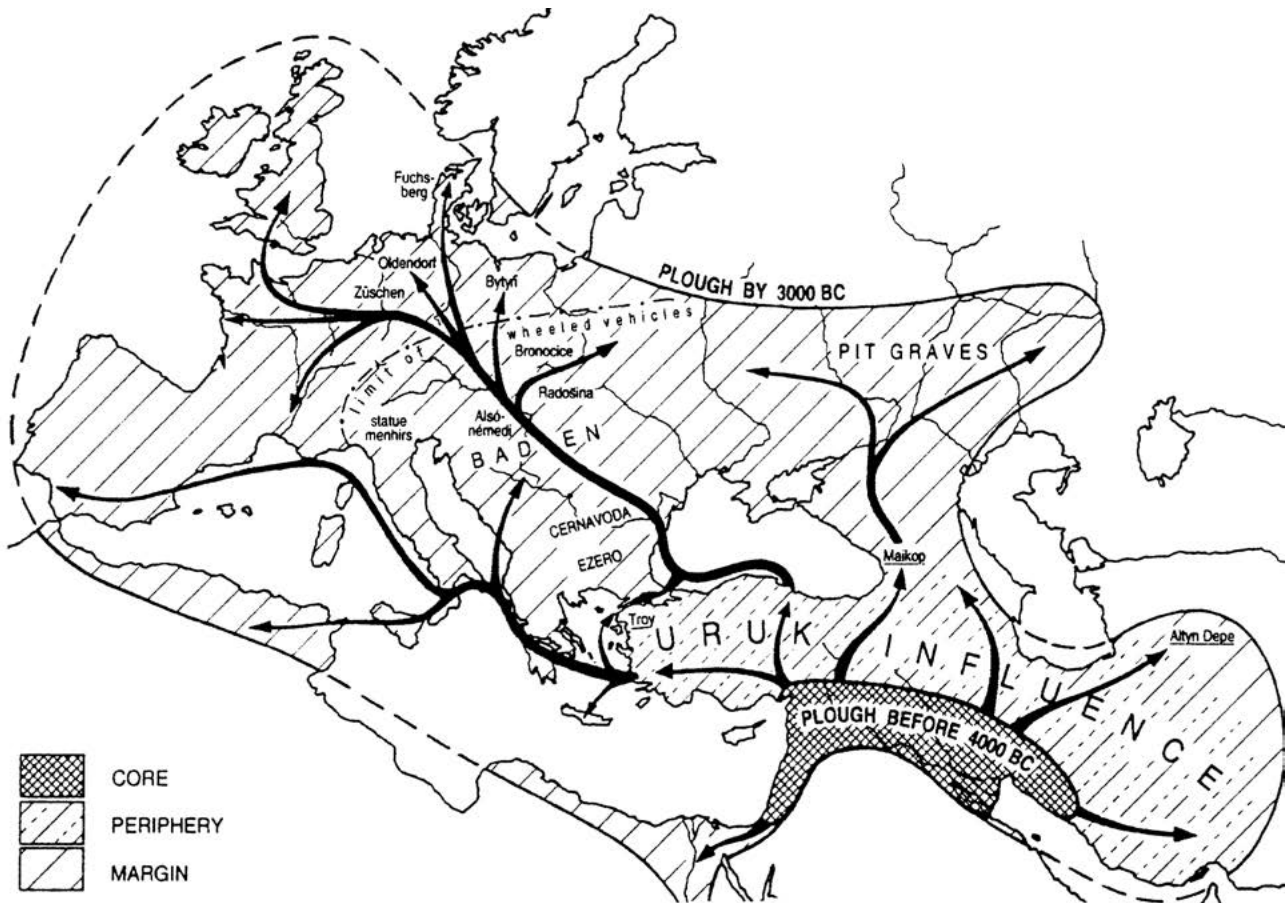 Fuchs-
berg
Oldendorf
Züschen
Bytyń
PLOUGH BY 3000 BC
limit of wheeled vehicles
Bronocice
PIT GRAVES
Radošina
statue
menhirs
Alsó-
némedi
BADEN
CERNAVODA
EZERO
Maikop
Troy
URUK INFLUENCE
Altyn Depe
PLOUGH BEFORE 4000 BC
CORE
PERIPHERY
MARGIN